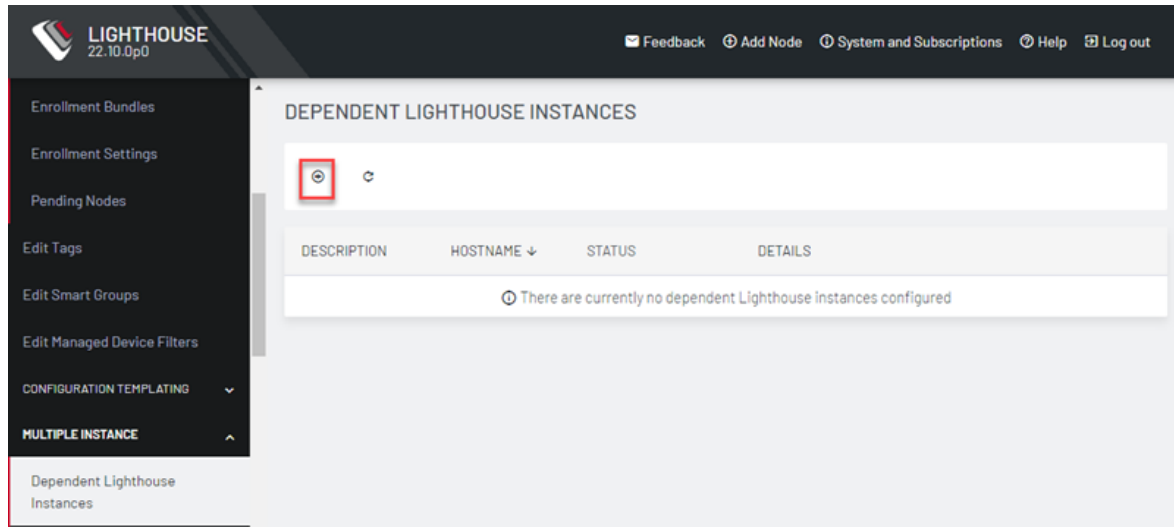 LIGHTHOUSE
22.10.0p0
Feedback
Add Node
System and Subscriptions
Help
Log out
Enrollment Bundles
Enrollment Settings
Pending Nodes
Edit Tags
Edit Smart Groups
Edit Managed Device Filters
CONFIGURATION TEMPLATING
MULTIPLE INSTANCE
Dependent Lighthouse
Instances
DEPENDENT LIGHTHOUSE INSTANCES
DESCRIPTION HOSTNAME STATUS DETAILS
There are currently no dependent Lighthouse instances configured